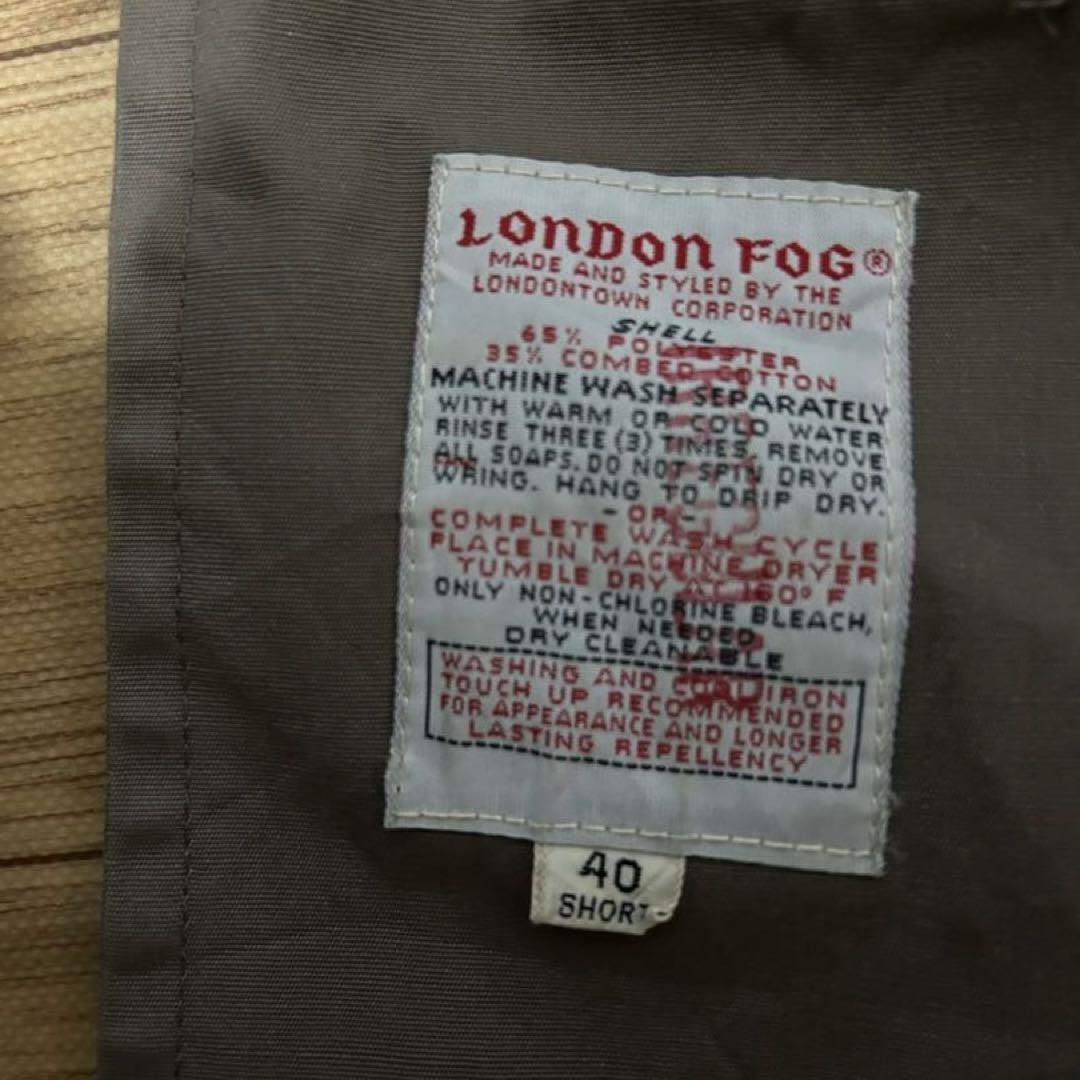 LONDON FOG®
MADE AND STYLED BY THE
LONDONTOWN CORPORATION
SHELL
65% POLYESTER
35% COMBED COTTON
MACHINE WASH SEPARATELY
WITH WARM OR COLD WATER
RINSE THREE (3) TIMES, REMOVE
ALL SOAPS. DO NOT SPIN DRY OR
WRING. HANG TO DRIP DRY.
- OR -
COMPLETE WASH CYCLE
PLACE IN MACHINE DRYER
TUMBLE DRY AT 160° F
ONLY NON-CHLORINE BLEACH,
WHEN NEEDED
DRY CLEANABLE
WASHING AND IRON
TOUCH UP RECOMMENDED
FOR APPEARANCE AND LONGER
LASTING REPELLENCY
40
SHORT